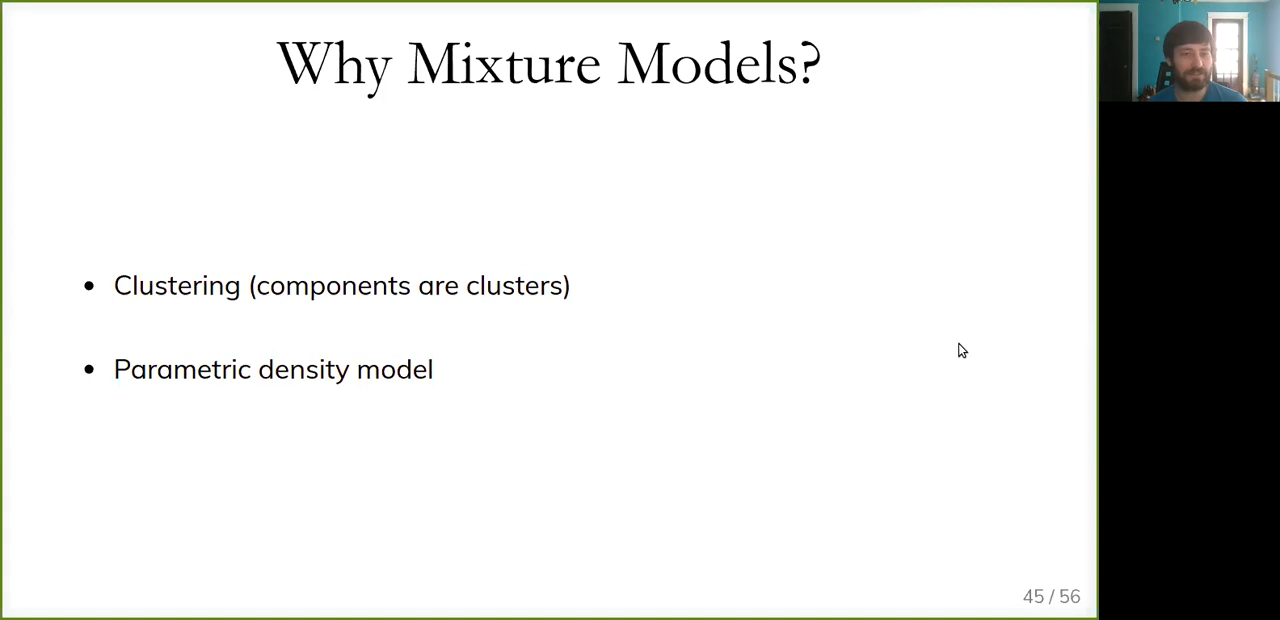 Why Mixture Models?
• Clustering (components are clusters)
• Parametric density model
45 / 56